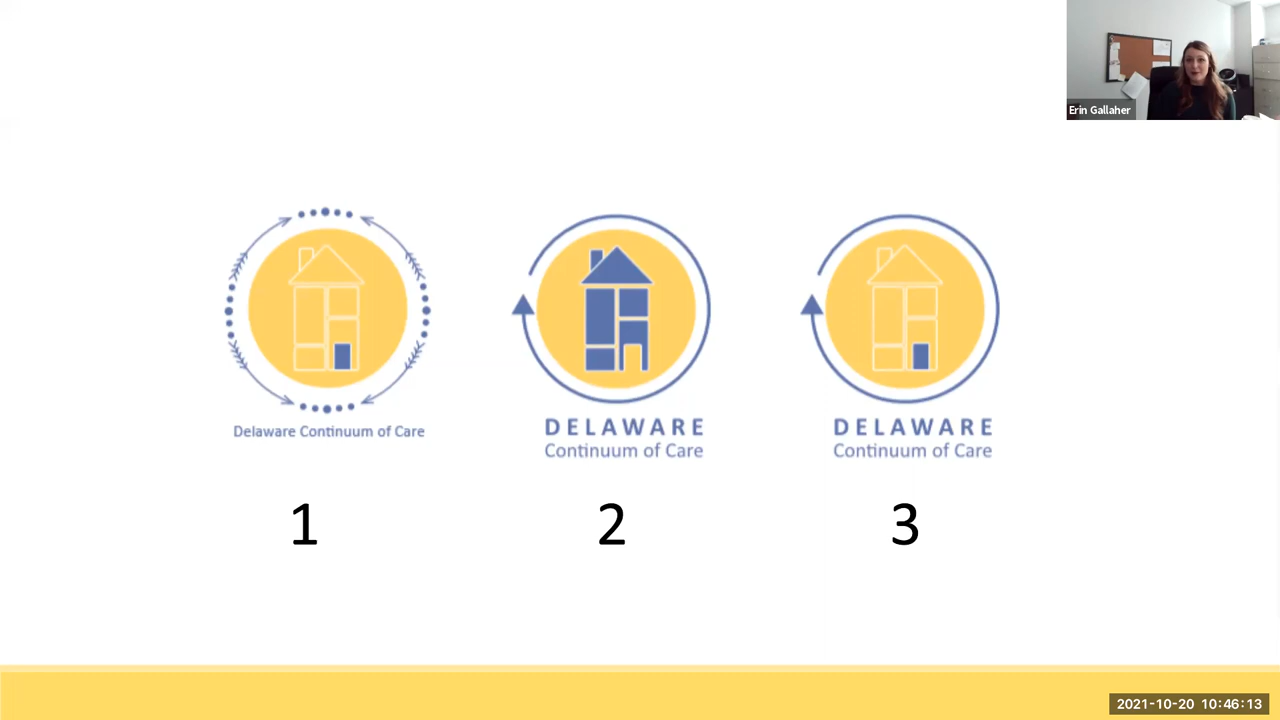 Erin Gallaher
Delaware Continuum of Care
DELAWARE
Continuum of Care
DELAWARE
Continuum of Care
1
2
3
2021-10-20 10:46:13